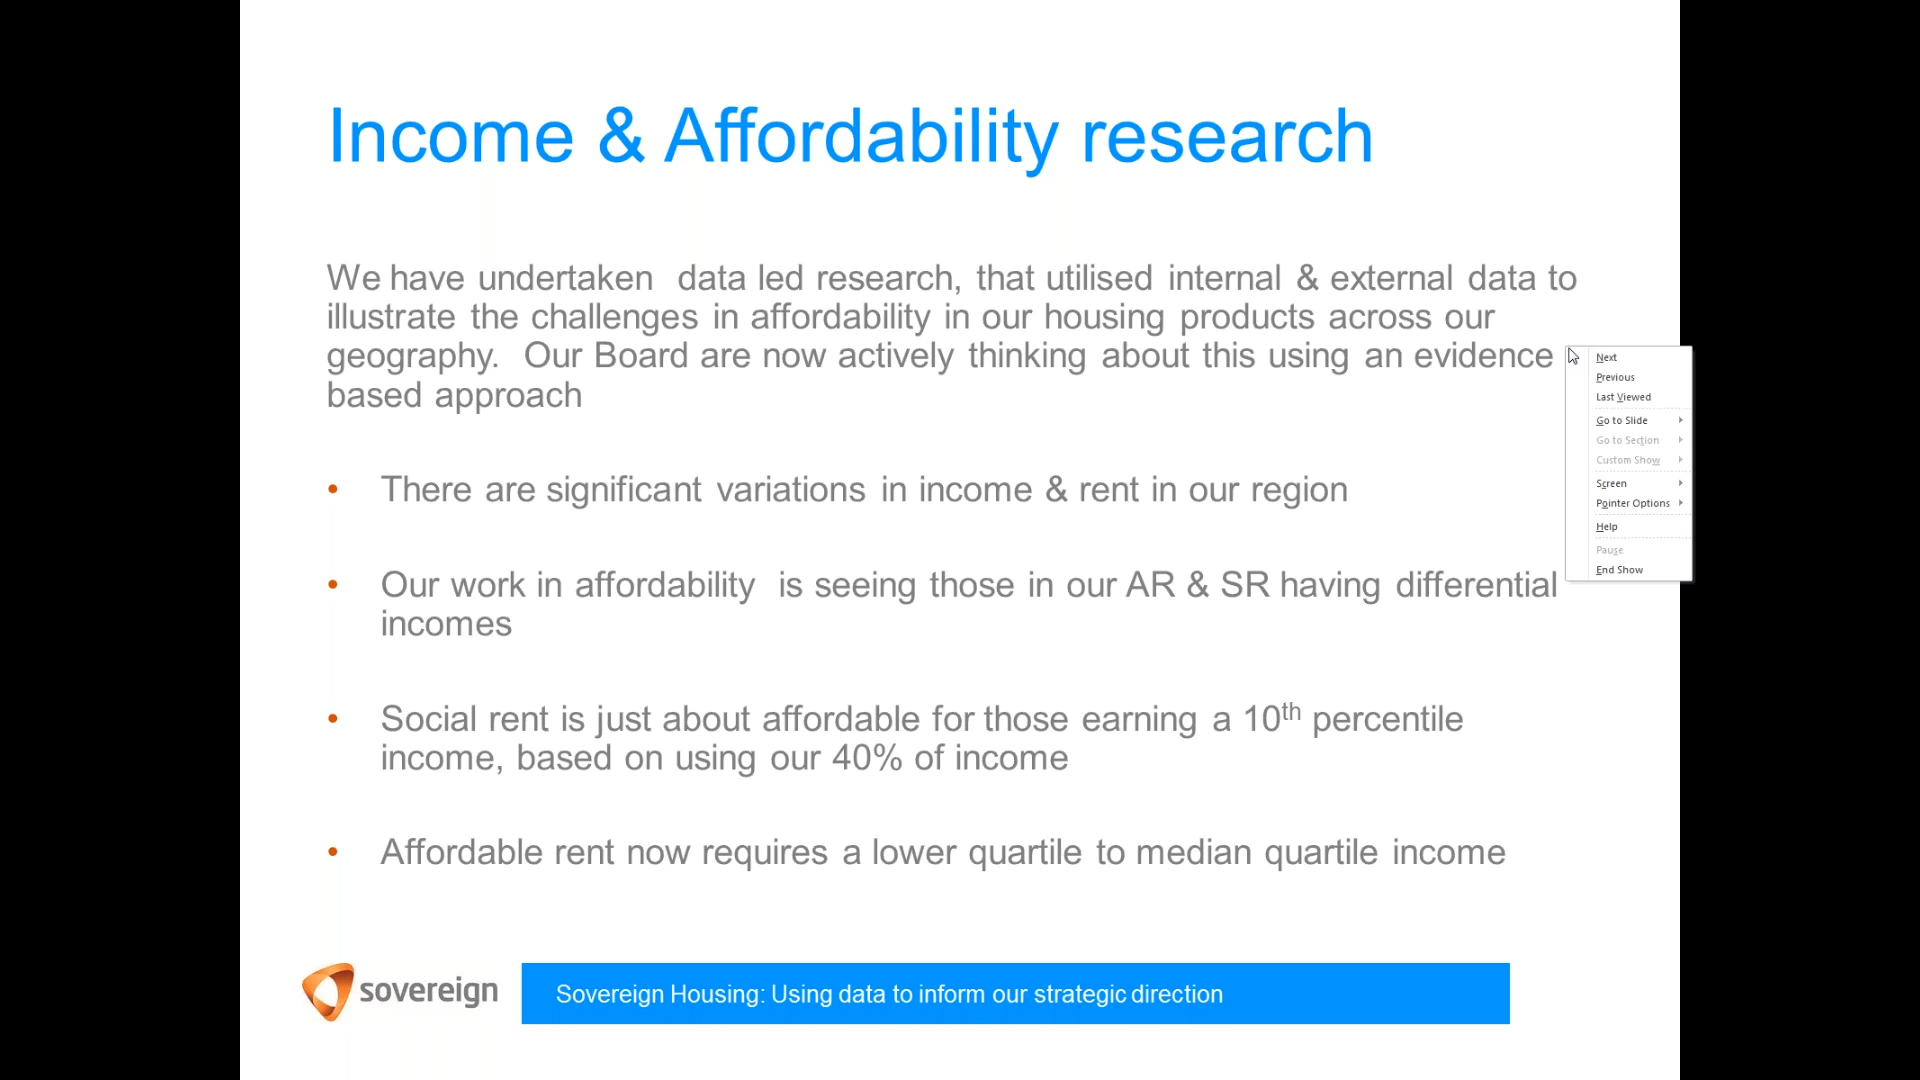 Income & Affordability research
We have undertaken data led research, that utilised internal & external data to
illustrate the challenges in affordability in our housing products across our
geography. Our Board are now actively thinking about this using an evidence
based approach
• There are significant variations in income & rent in our region
• Our work in affordability is seeing those in our AR & SR having differential
incomes
• Social rent is just about affordable for those earning a 10th percentile
income, based on using our 40% of income
• Affordable rent now requires a lower quartile to median quartile income
Next
Previous
Last Viewed
Go to Slide
Go to Section
Custom Show
Screen
Pointer Options
Help
Pause
End Show
sovereign
Sovereign Housing: Using data to inform our strategic direction